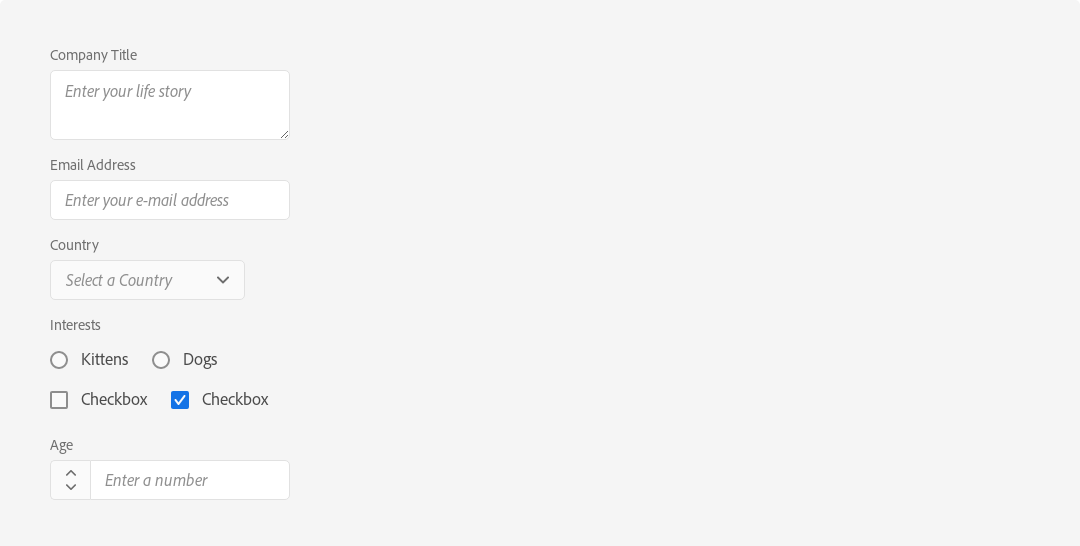 Company Title
Enter your life story
Email Address
Enter your e-mail address
Country
Select a Country
Interests
Kittens Dogs
Checkbox Checkbox
Age
Enter a number